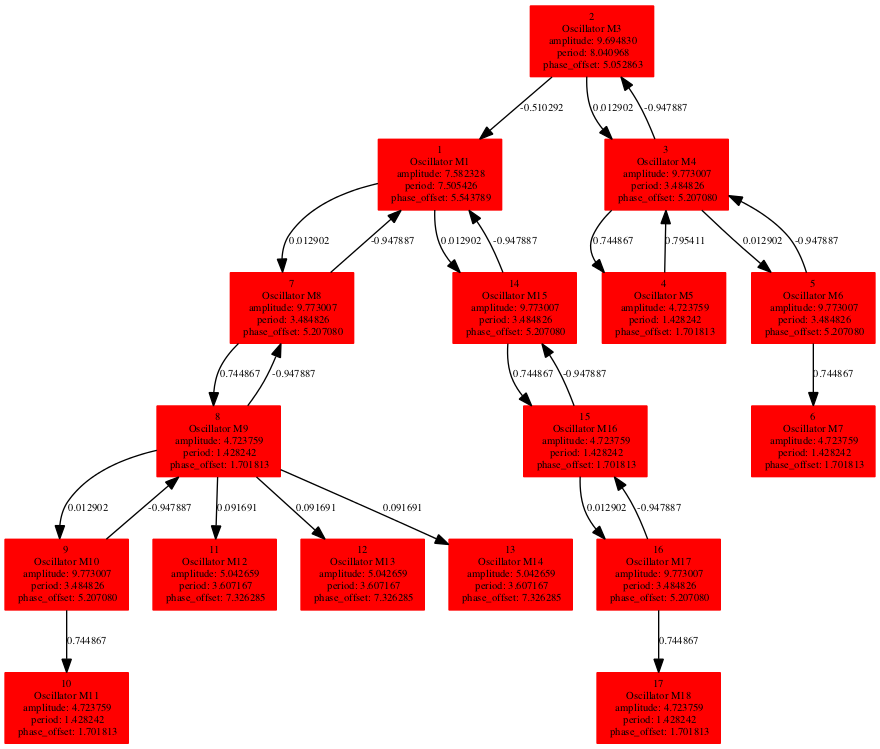 2
Oscillator M3
amplitude: 9.694830
period: 8.040968
phase_offset: 5.052863
-0.510292
0.012902
-0.947887
1
Oscillator M1
amplitude: 7.582328
period: 7.505426
phase_offset: 5.543789
3
Oscillator M4
amplitude: 9.773007
period: 3.484826
phase_offset: 5.207080
0.012902
-0.947887
0.012902
-0.947887
0.744867
0.795411
0.012902
-0.947887
7
Oscillator M8
amplitude: 9.773007
period: 3.484826
phase_offset: 5.207080
14
Oscillator M15
amplitude: 9.773007
period: 3.484826
phase_offset: 5.207080
4
Oscillator M5
amplitude: 4.723759
period: 1.428242
phase_offset: 1.701813
5
Oscillator M6
amplitude: 9.773007
period: 3.484826
phase_offset: 5.207080
0.744867
-0.947887
0.744867
-0.947887
0.744867
8
Oscillator M9
amplitude: 4.723759
period: 1.428242
phase_offset: 1.701813
15
Oscillator M16
amplitude: 4.723759
period: 1.428242
phase_offset: 1.701813
6
Oscillator M7
amplitude: 4.723759
period: 1.428242
phase_offset: 1.701813
0.012902
-0.947887
0.091691
0.091691
0.091691
0.012902
-0.947887
9
Oscillator M10
amplitude: 9.773007
period: 3.484826
phase_offset: 5.207080
11
Oscillator M12
amplitude: 5.042659
period: 3.607167
phase_offset: 7.326285
12
Oscillator M13
amplitude: 5.042659
period: 3.607167
phase_offset: 7.326285
13
Oscillator M14
amplitude: 5.042659
period: 3.607167
phase_offset: 7.326285
16
Oscillator M17
amplitude: 9.773007
period: 3.484826
phase_offset: 5.207080
0.744867
0.744867
10
Oscillator M11
amplitude: 4.723759
period: 1.428242
phase_offset: 1.701813
17
Oscillator M18
amplitude: 4.723759
period: 1.428242
phase_offset: 1.701813